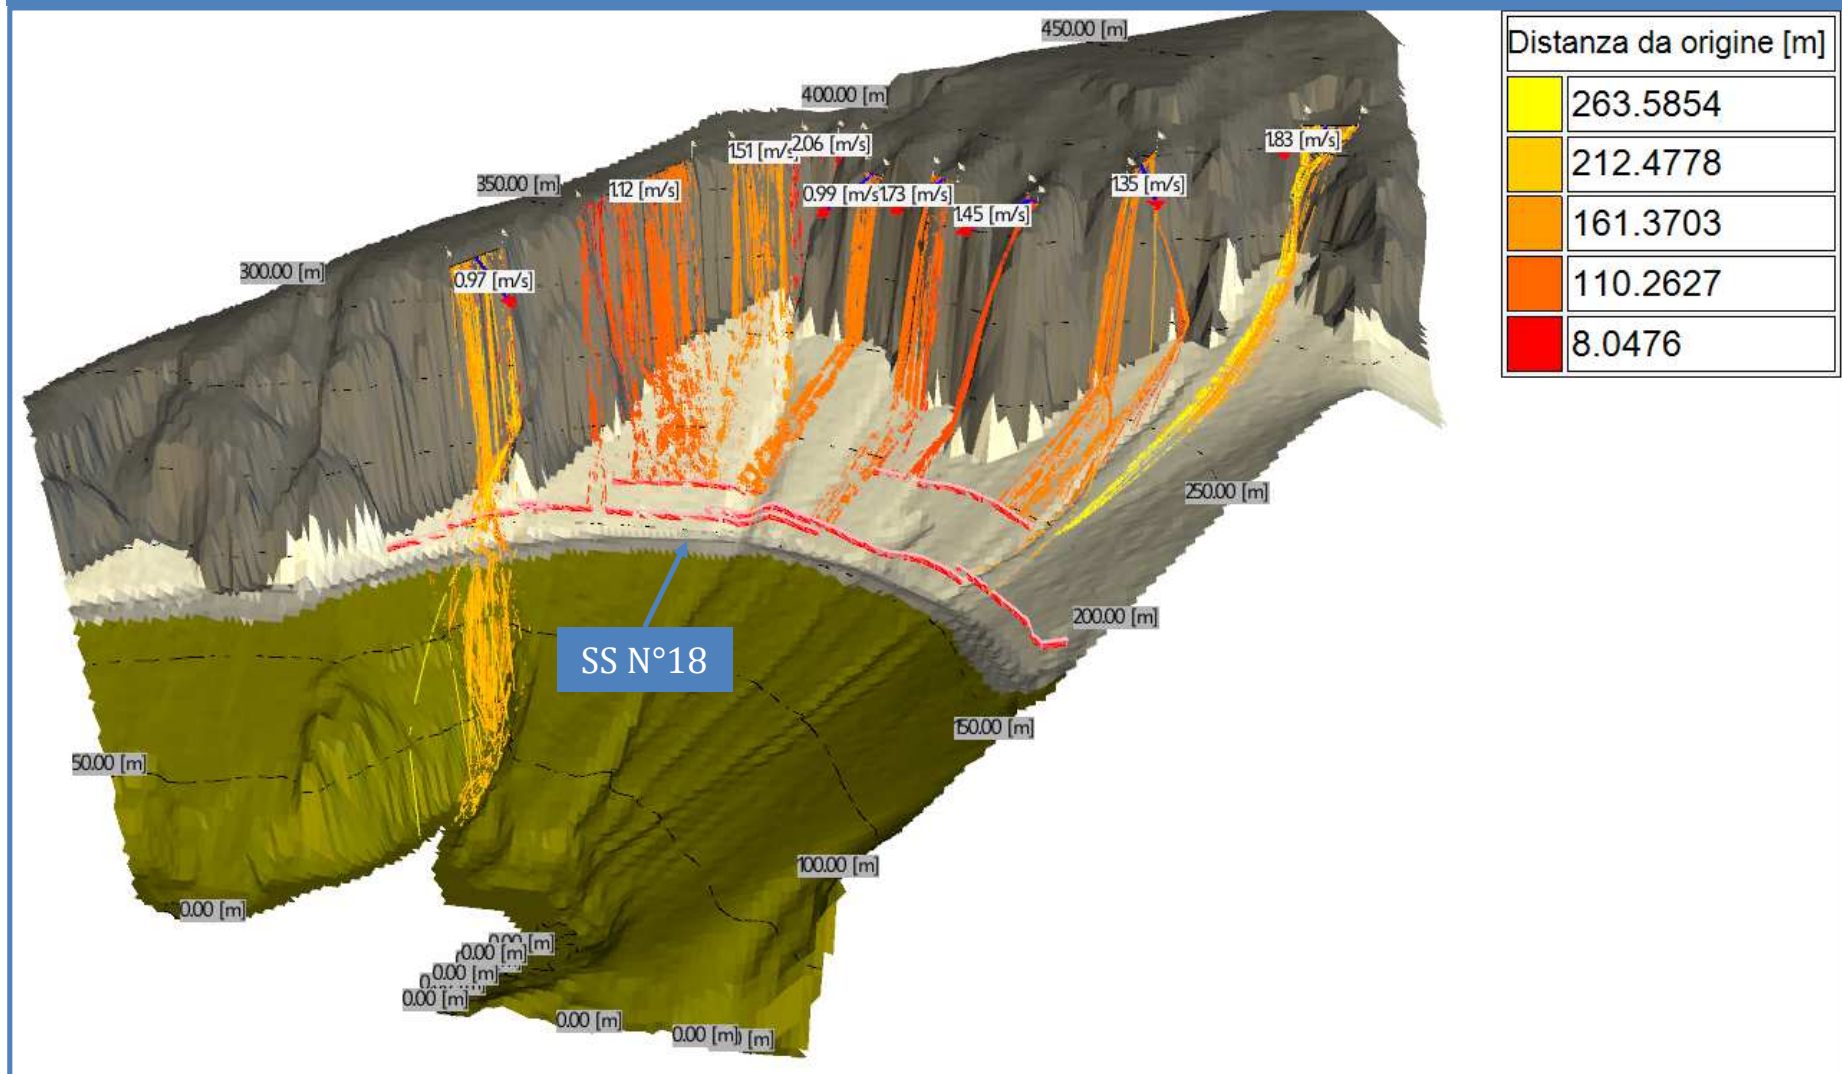 450.00 [m]
Distanza da origine [m]
263.5854
212.4778
161.3703
110.2627
8.0476
400.00 [m]
1.83 [m/s]
2.06 [m/s]
1.51 [m/s
350.00 [m]
1.12 [m/s]
0.99 [m/s
1.73 [m/s]
1.35 [m/s]
1.45 [m/s]
300.00 [m]
0.97 [m/s]
250.00 [m]
200.00 [m]
SS N°18
150.00 [m]
50.00 [m]
100.00 [m]
0.00 [m]
0.00 [m]
0.00 [m]
0.00 [m]
0.00 [m]
0.00 [m]
0.00 [m]
[m]